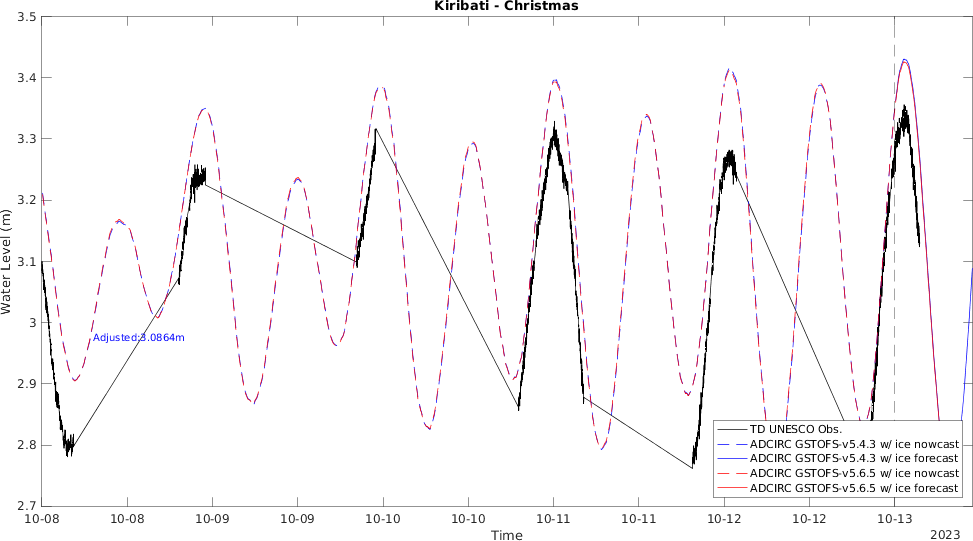 Kiribati - Christmas
3.5
3.4
3.3
3.2
3.1
3
2.9
2.8
2.7
Water Level (m)
Adjusted:3.0864m
TD UNESCO Obs.
ADCIRC GSTOFS-v5.4.3 w/ ice nowcast
ADCIRC GSTOFS-v5.4.3 w/ ice forecast
ADCIRC GSTOFS-v5.6.5 w/ ice nowcast
ADCIRC GSTOFS-v5.6.5 w/ ice forecast
10-08 10-08 10-09 10-09 10-10 10-10 10-11 10-11 10-12 10-12 10-13
Time
2023